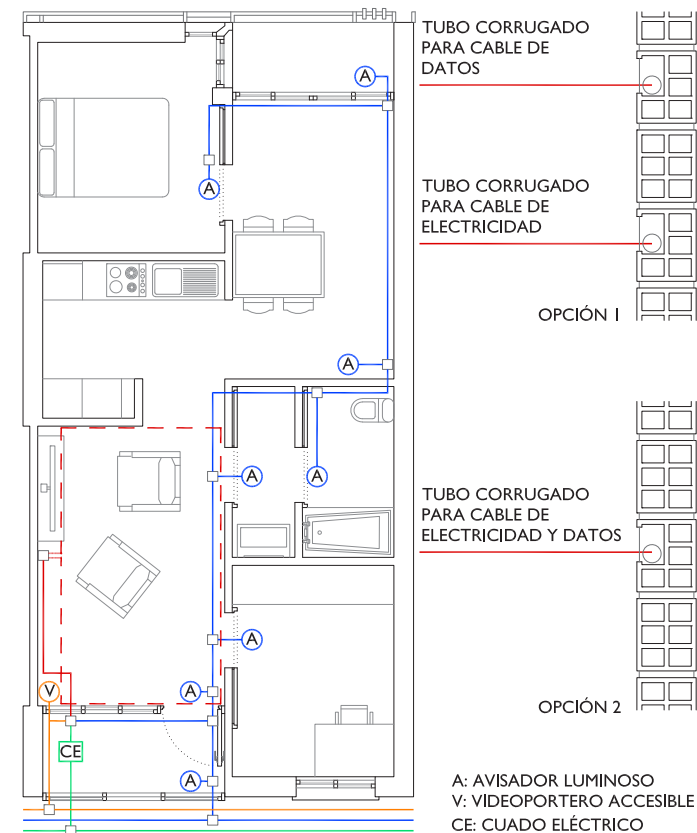 TUBO CORRUGADO
PARA CABLE DE
DATOS
A
A
TUBO CORRUGADO
PARA CABLE DE
ELECTRICIDAD
OPCIÓN 1
A
A
A
TUBO CORRUGADO
PARA CABLE DE
ELECTRICIDAD Y DATOS
A
V
A
OPCIÓN 2
CE
A
A: AVISADOR LUMINOSO
V: VIDEOPORTERO ACCESIBLE
CE: CUADO ELÉCTRICO